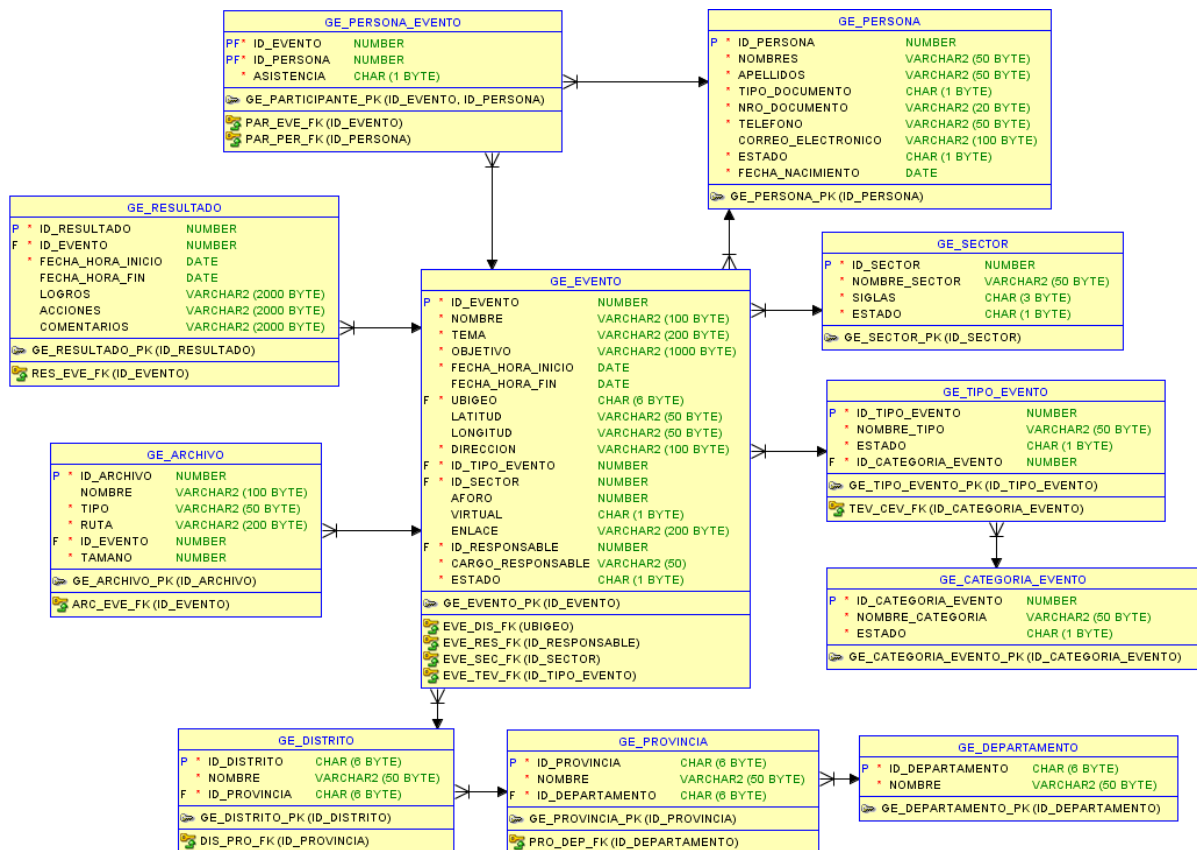 GE_PERSONA_EVENTO
PF* ID_EVENTO NUMBER
PF* ID_PERSONA NUMBER
* ASISTENCIA CHAR (1 BYTE)
GE_PARTICIPANTE_PK (ID_EVENTO, ID_PERSONA)
PAR_EVE_FK (ID_EVENTO)
PAR_PER_FK (ID_PERSONA)
GE_PERSONA
P * ID_PERSONA NUMBER
* NOMBRES VARCHAR2 (50 BYTE)
* APELLIDOS VARCHAR2 (50 BYTE)
* TIPO_DOCUMENTO CHAR (1 BYTE)
* NRO_DOCUMENTO VARCHAR2 (20 BYTE)
* TELEFONO VARCHAR2 (50 BYTE)
CORREO_ELECTRONICO VARCHAR2 (100 BYTE)
* ESTADO CHAR (1 BYTE)
* FECHA_NACIMIENTO DATE
GE_PERSONA_PK (ID_PERSONA)
GE_RESULTADO
P * ID_RESULTADO NUMBER
F * ID_EVENTO NUMBER
* FECHA_HORA_INICIO DATE
FECHA_HORA_FIN DATE
LOGROS VARCHAR2 (2000 BYTE)
ACCIONES VARCHAR2 (2000 BYTE)
COMENTARIOS VARCHAR2 (2000 BYTE)
GE_RESULTADO_PK (ID_RESULTADO)
RES_EVE_FK (ID_EVENTO)
GE_EVENTO
P * ID_EVENTO NUMBER
* NOMBRE VARCHAR2 (100 BYTE)
* TEMA VARCHAR2 (200 BYTE)
* OBJETIVO VARCHAR2 (1000 BYTE)
* FECHA_HORA_INICIO DATE
FECHA_HORA_FIN DATE
F * UBIGEO CHAR (6 BYTE)
LATITUD VARCHAR2 (50 BYTE)
LONGITUD VARCHAR2 (50 BYTE)
* DIRECCION VARCHAR2 (100 BYTE)
F * ID_TIPO_EVENTO NUMBER
F * ID_SECTOR NUMBER
AFORO NUMBER
VIRTUAL CHAR (1 BYTE)
ENLACE VARCHAR2 (200 BYTE)
F * ID_RESPONSABLE NUMBER
* CARGO_RESPONSABLE VARCHAR2 (50)
* ESTADO CHAR (1 BYTE)
GE_EVENTO_PK (ID_EVENTO)
EVE_DIS_FK (UBIGEO)
EVE_RES_FK (ID_RESPONSABLE)
EVE_SEC_FK (ID_SECTOR)
EVE_TEV_FK (ID_TIPO_EVENTO)
GE_SECTOR
P * ID_SECTOR NUMBER
* NOMBRE_SECTOR VARCHAR2 (50 BYTE)
* SIGLAS CHAR (3 BYTE)
* ESTADO CHAR (1 BYTE)
GE_SECTOR_PK (ID_SECTOR)
GE_TIPO_EVENTO
P * ID_TIPO_EVENTO NUMBER
* NOMBRE_TIPO VARCHAR2 (50 BYTE)
* ESTADO CHAR (1 BYTE)
F * ID_CATEGORIA_EVENTO NUMBER
GE_TIPO_EVENTO_PK (ID_TIPO_EVENTO)
TEV_CEV_FK (ID_CATEGORIA_EVENTO)
GE_ARCHIVO
P * ID_ARCHIVO NUMBER
NOMBRE VARCHAR2 (100 BYTE)
* TIPO VARCHAR2 (50 BYTE)
* RUTA VARCHAR2 (200 BYTE)
F * ID_EVENTO NUMBER
* TAMANO NUMBER
GE_ARCHIVO_PK (ID_ARCHIVO)
ARC_EVE_FK (ID_EVENTO)
GE_CATEGORIA_EVENTO
P * ID_CATEGORIA_EVENTO NUMBER
* NOMBRE_CATEGORIA VARCHAR2 (50 BYTE)
* ESTADO CHAR (1 BYTE)
GE_CATEGORIA_EVENTO_PK (ID_CATEGORIA_EVENTO)
GE_DISTRITO
P * ID_DISTRITO CHAR (6 BYTE)
* NOMBRE VARCHAR2 (50 BYTE)
F * ID_PROVINCIA CHAR (6 BYTE)
GE_DISTRITO_PK (ID_DISTRITO)
DIS_PRO_FK (ID_PROVINCIA)
GE_PROVINCIA
P * ID_PROVINCIA CHAR (6 BYTE)
* NOMBRE VARCHAR2 (50 BYTE)
F * ID_DEPARTAMENTO CHAR (6 BYTE)
GE_PROVINCIA_PK (ID_PROVINCIA)
PRO_DEP_FK (ID_DEPARTAMENTO)
GE_DEPARTAMENTO
P * ID_DEPARTAMENTO CHAR (6 BYTE)
* NOMBRE VARCHAR2 (50 BYTE)
GE_DEPARTAMENTO_PK (ID_DEPARTAMENTO)